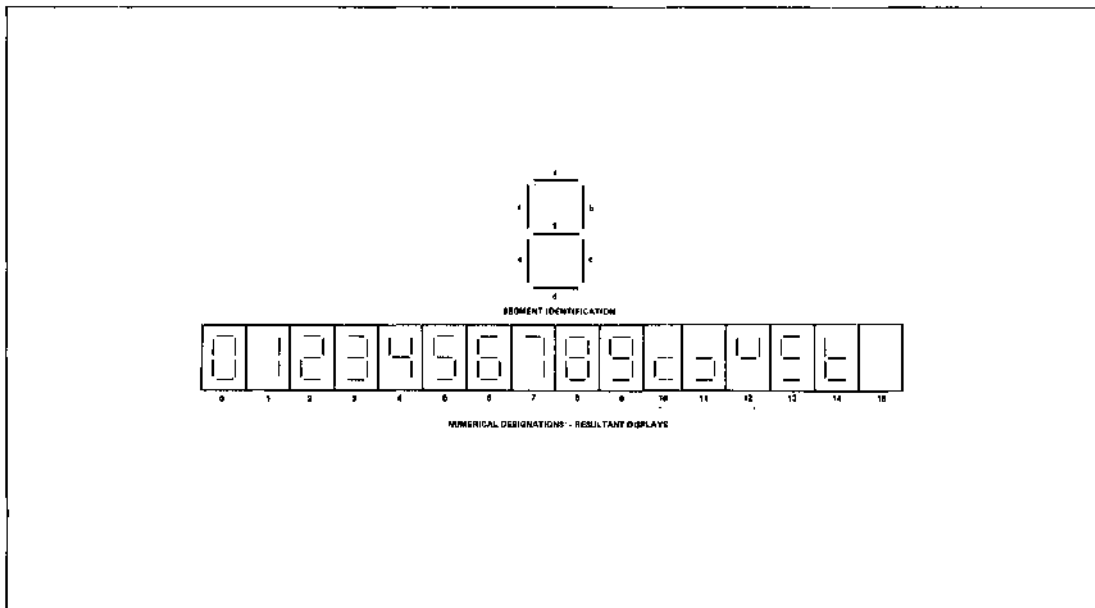 a
f b
g
e c
d
SEGMENT IDENTIFICATION
0 1 2 3 4 5 6 7 8 9 10 11 12 13 14 15
NUMERICAL DESIGNATIONS - RESULTANT DISPLAYS